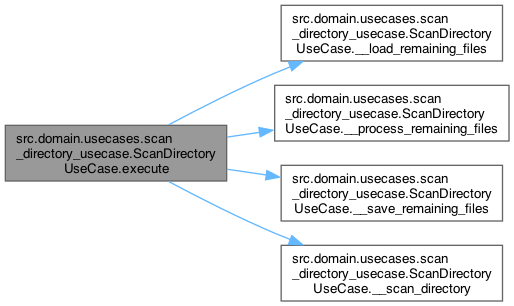 src.domain.usecases.scan
_directory_usecase.ScanDirectory
UseCase.execute
src.domain.usecases.scan
_directory_usecase.ScanDirectory
UseCase.__load_remaining_files
src.domain.usecases.scan
_directory_usecase.ScanDirectory
UseCase.__process_remaining_files
src.domain.usecases.scan
_directory_usecase.ScanDirectory
UseCase.__save_remaining_files
src.domain.usecases.scan
_directory_usecase.ScanDirectory
UseCase.__scan_directory